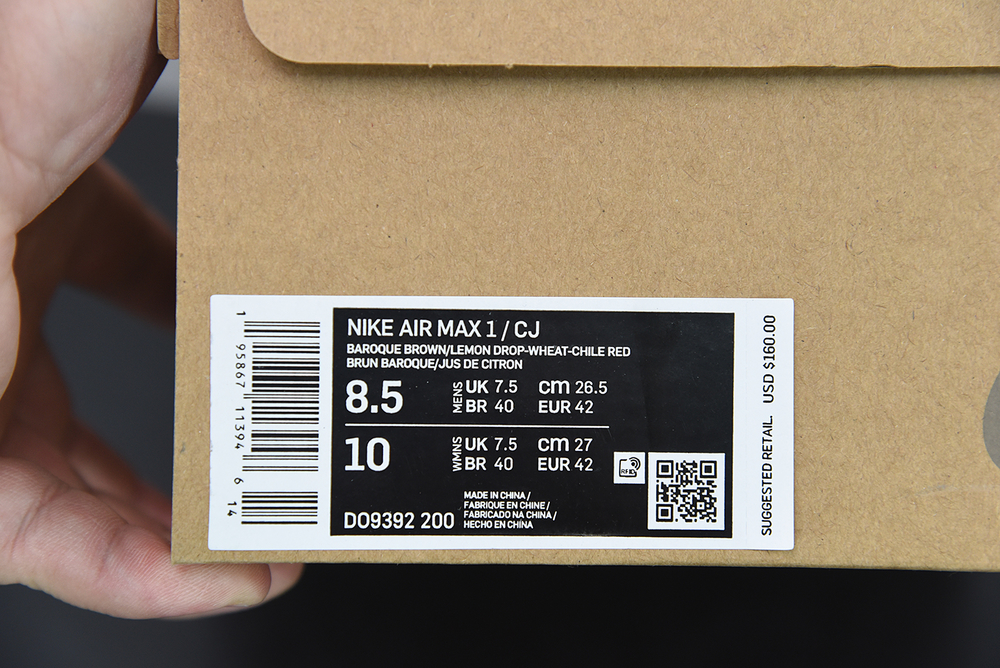 NIKE AIR MAX 1 / CJ
BAROQUE BROWN/LEMON DROP-WHEAT-CHILE RED
BRUN BAROQUE/JUS DE CITRON
8.5 MENS UK 7.5 cm 26.5
BR 40 EUR 42
10 WMNS UK 7.5 cm 27
BR 40 EUR 42
RFID
MADE IN CHINA /
FABRIQUE EN CHINE /
FABRICADO NA CHINA /
HECHO EN CHINA
DO9392 200
1 95867 11394 6 14
SUGGESTED RETAIL. USD $160.00